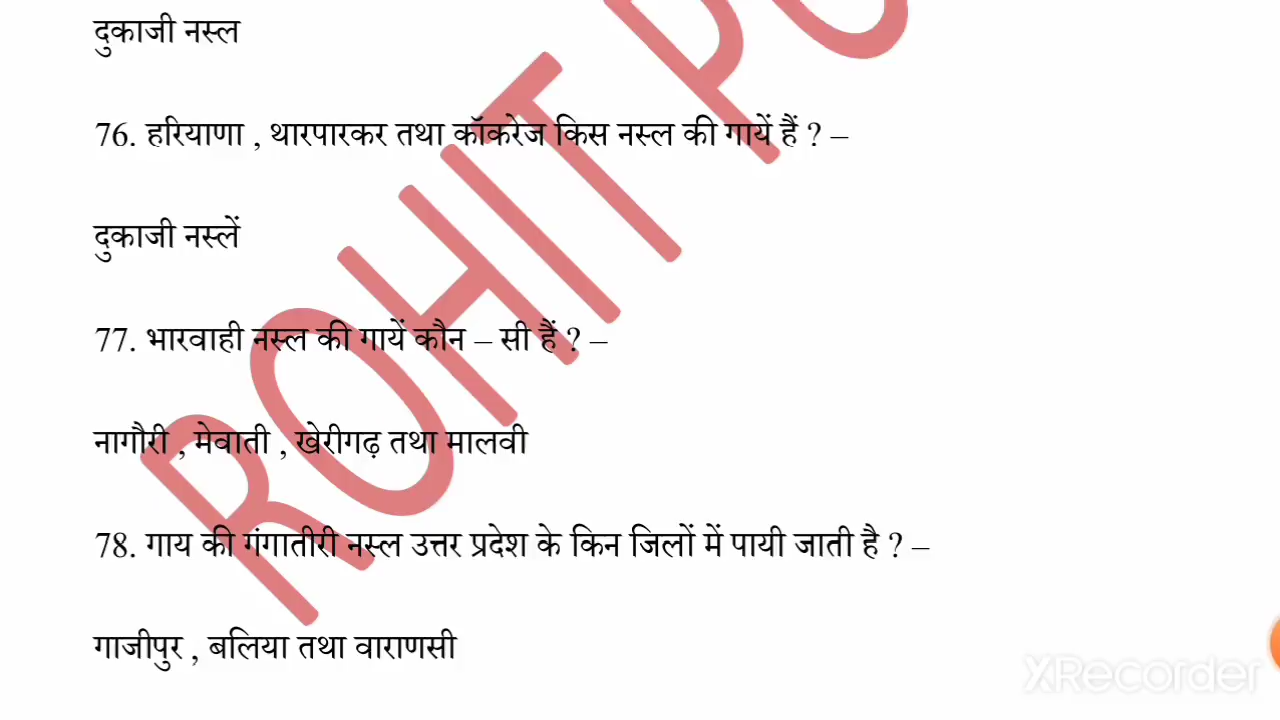 दुकाजी नस्ल
76. हरियाणा , थारपारकर तथा कॉकरेज किस नस्ल की गायें हैं ? –
दुकाजी नस्लें
77. भारवाही नस्ल की गायें कौन – सी हैं ? –
नागौरी , मेवाती , खेरीगढ़ तथा मालवी
78. गाय की गंगातीरी नस्ल उत्तर प्रदेश के किन जिलों में पायी जाती है ? –
गाजीपुर , बलिया तथा वाराणसी
ROHIT
XRecorder